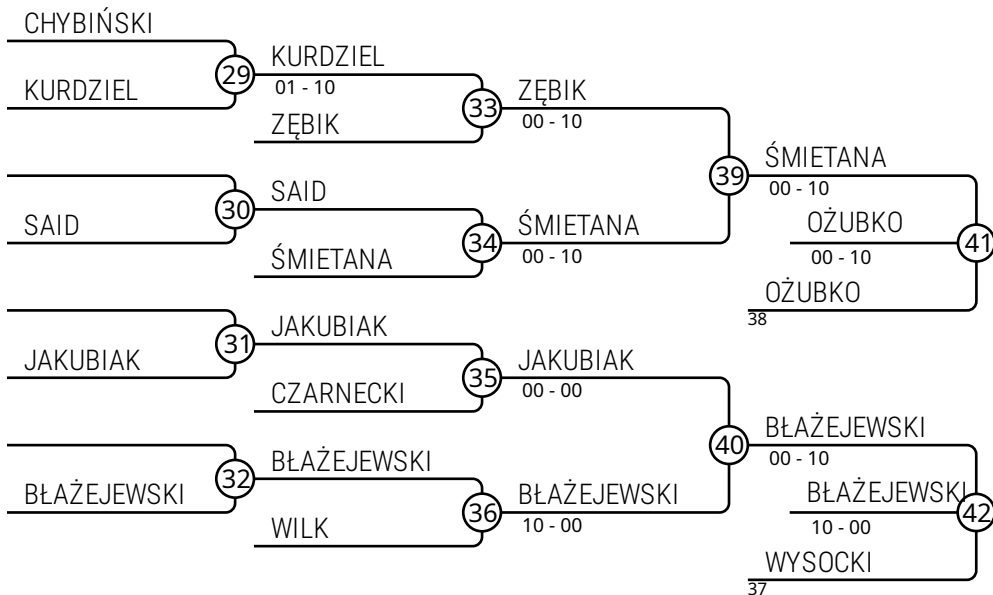 CHYBIŃSKI
29
KURDZIEL
01 - 10
KURDZIEL
33
ZĘBIK
00 - 10
ZĘBIK
39
ŚMIETANA
00 - 10
30
SAID
SAID
34
ŚMIETANA
00 - 10
ŚMIETANA
OŻUBKO
00 - 10
41
OŻUBKO
38
31
JAKUBIAK
JAKUBIAK
35
JAKUBIAK
00 - 00
CZARNECKI
40
BŁAŻEJEWSKI
00 - 10
32
BŁAŻEJEWSKI
BŁAŻEJEWSKI
36
BŁAŻEJEWSKI
10 - 00
WILK
BŁAŻEJEWSKI
10 - 00
42
WYSOCKI
37